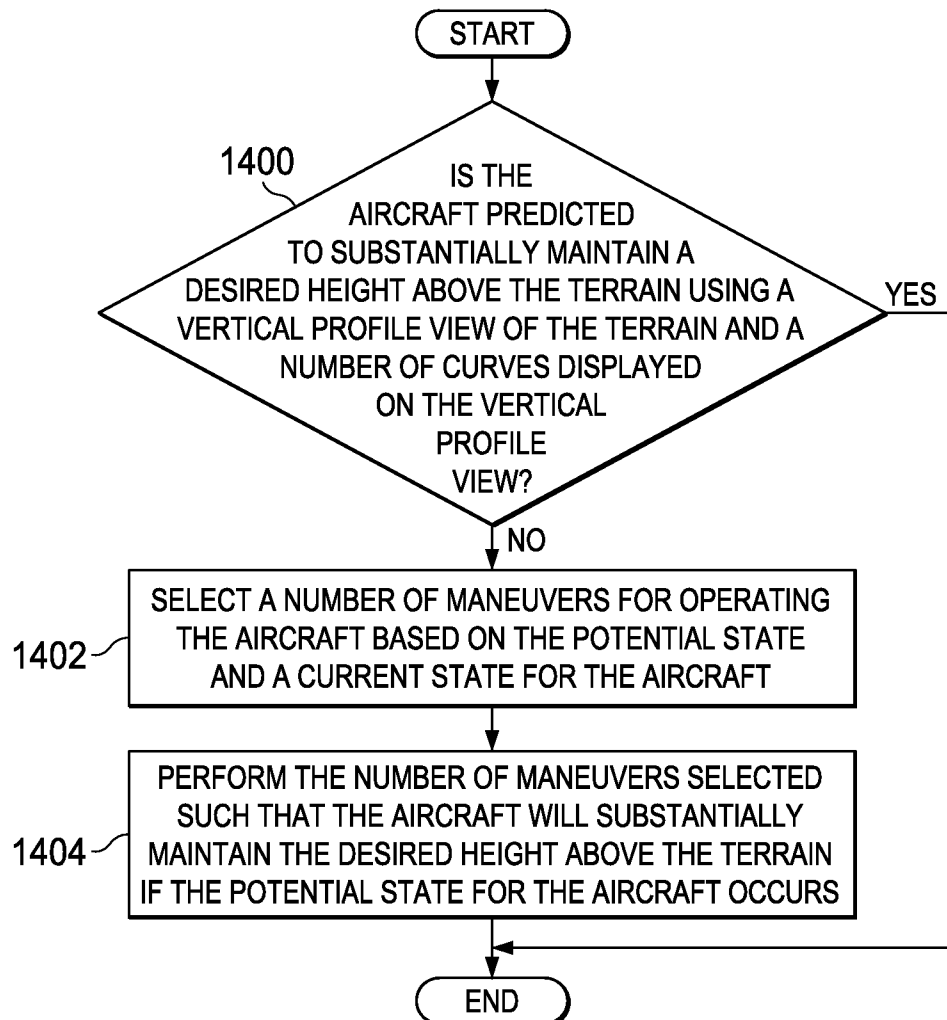 START
1400
IS THE
AIRCRAFT PREDICTED
TO SUBSTANTIALLY MAINTAIN A
DESIRED HEIGHT ABOVE THE TERRAIN USING A
VERTICAL PROFILE VIEW OF THE TERRAIN AND A
NUMBER OF CURVES DISPLAYED
ON THE VERTICAL
PROFILE
VIEW?
YES
NO
1402
SELECT A NUMBER OF MANEUVERS FOR OPERATING
THE AIRCRAFT BASED ON THE POTENTIAL STATE
AND A CURRENT STATE FOR THE AIRCRAFT
1404
PERFORM THE NUMBER OF MANEUVERS SELECTED
SUCH THAT THE AIRCRAFT WILL SUBSTANTIALLY
MAINTAIN THE DESIRED HEIGHT ABOVE THE TERRAIN
IF THE POTENTIAL STATE FOR THE AIRCRAFT OCCURS
END